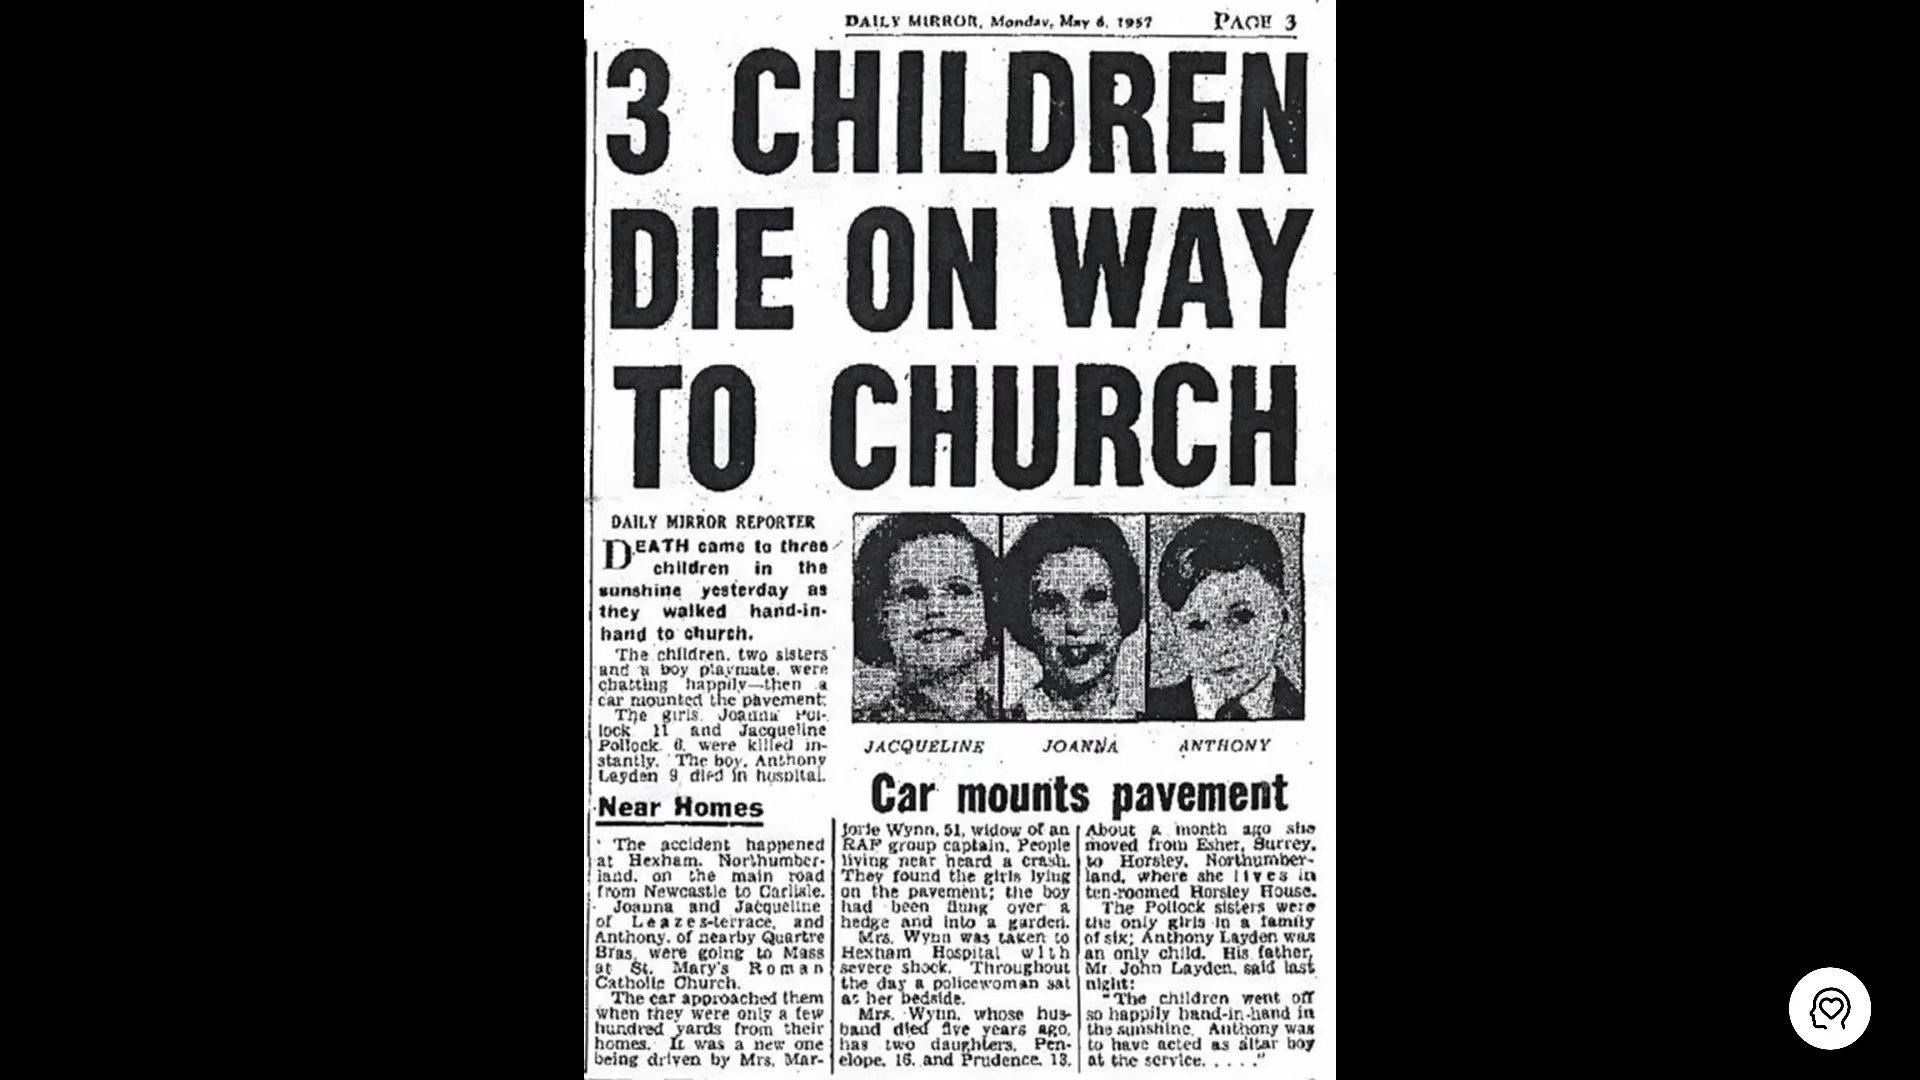 DAILY MIRROR, Monday, May 6, 1957 PAGE 3
3 CHILDREN
DIE ON WAY
TO CHURCH
DAILY MIRROR REPORTER
DEATH came to three
children in the
sunshine yesterday as
they walked hand-in-
hand to church.
The children, two sisters
and a boy playmate, were
chatting happily—then a
car mounted the pavement.
The girls, Joanna Pol-
lock 11 and Jacqueline
Pollock, 6, were killed in-
stantly. The boy, Anthony
Layden 9 died in hospital.
Near Homes
The accident happened
at Hexham, Northumber-
land, on the main road
from Newcastle to Carlisle.
Joanna and Jacqueline
of Leazes-terrace, and
Anthony, of nearby Quartre
Bras, were going to Mass
at St. Mary's Roman
Catholic Church.
The car approached them
when they were only a few
hundred yards from their
homes. It was a new one
being driven by Mrs. Mar-
JACQUELINE JOANNA ANTHONY
Car mounts pavement
jorie Wynn, 51, widow of an
RAF group captain. People
living near heard a crash.
They found the girls lying
on the pavement; the boy
had been flung over a
hedge and into a garden.
Mrs. Wynn was taken to
Hexham Hospital with
severe shock. Throughout
the day a policewoman sat
at her bedside.
Mrs. Wynn, whose hus-
band died five years ago,
has two daughters, Pen-
elope, 16, and Prudence, 13.
About a month ago she
moved from Esher, Surrey,
to Horsley, Northumber-
land, where she lives in
ten-roomed Horsley House.
The Pollock sisters were
the only girls in a family
of six; Anthony Layden was
an only child. His father,
Mr. John Layden, said last
night:
"The children went off
so happily hand-in-hand in
the sunshine. Anthony was
to have acted as altar boy
at the service. . . . ."